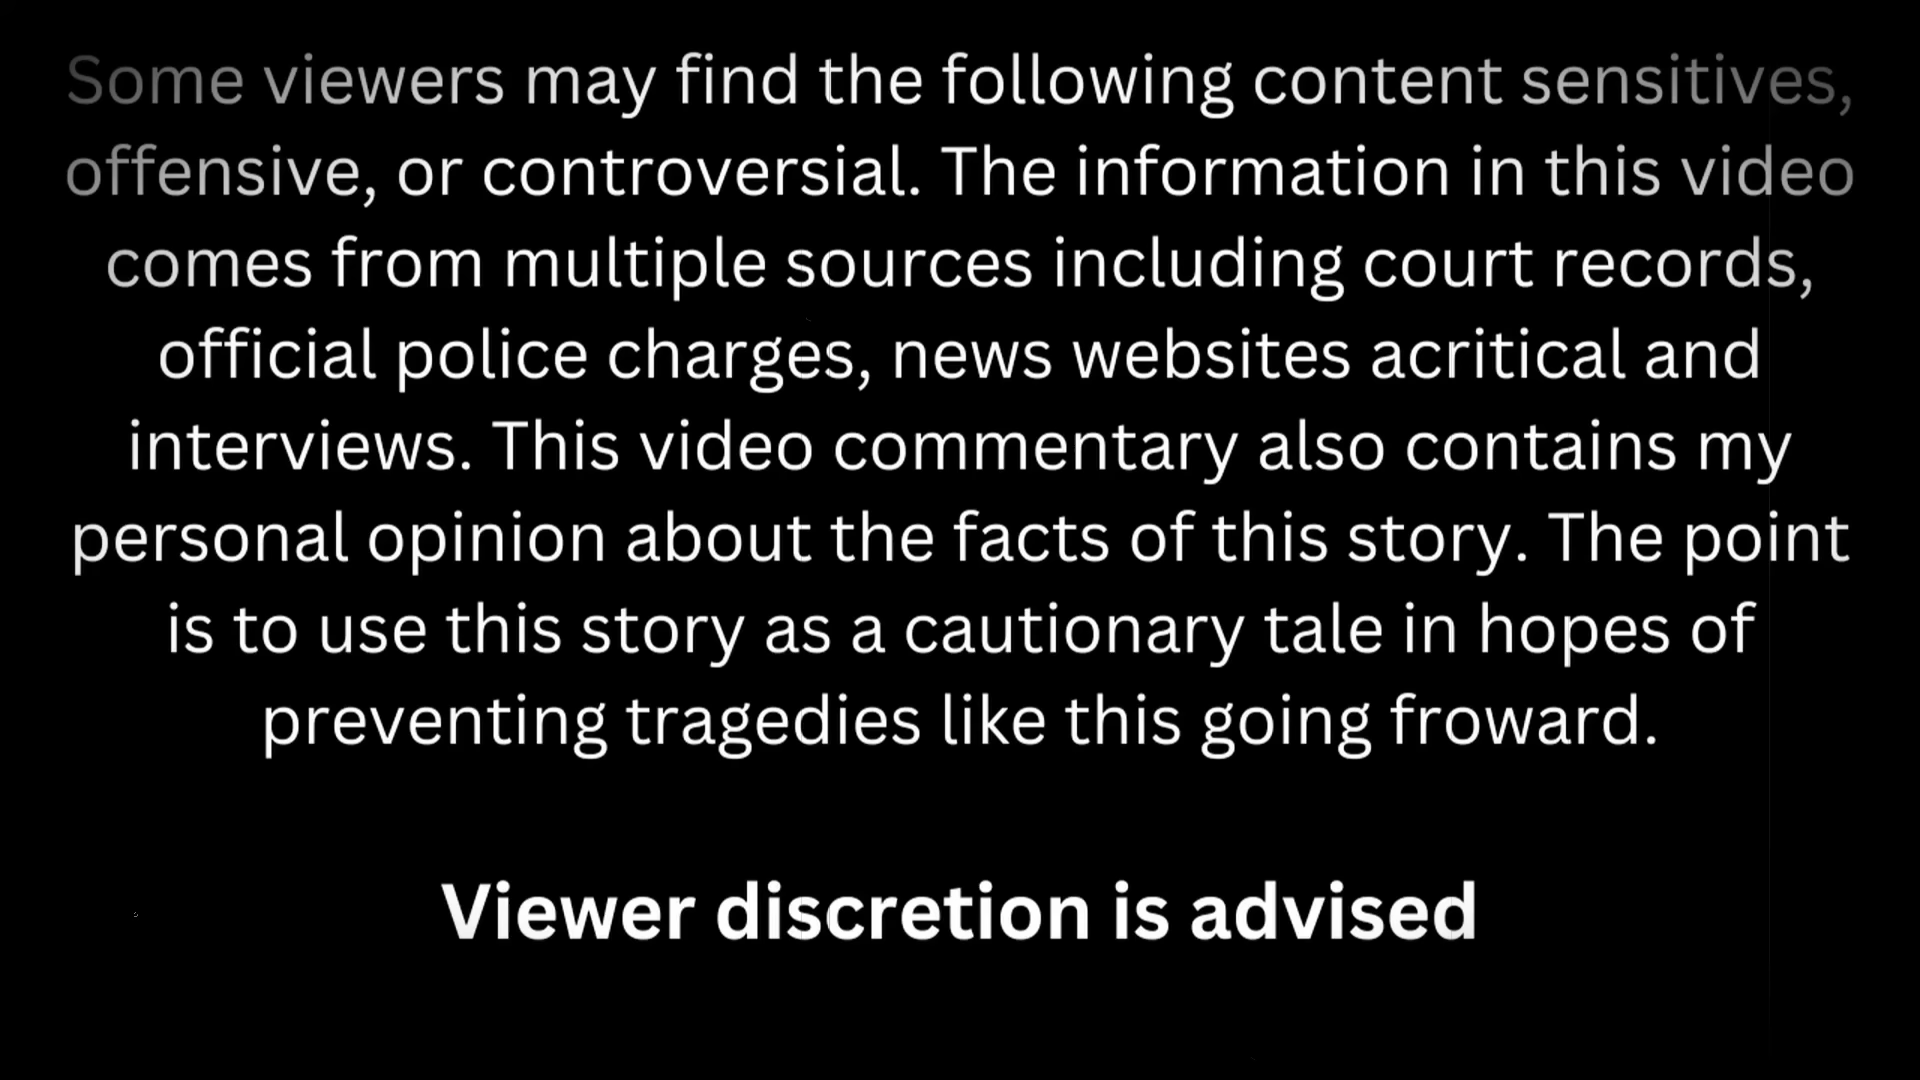 Some viewers may find the following content sensitives,
offensive, or controversial. The information in this video
comes from multiple sources including court records,
official police charges, news websites acritical and
interviews. This video commentary also contains my
personal opinion about the facts of this story. The point
is to use this story as a cautionary tale in hopes of
preventing tragedies like this going froward.
Viewer discretion is advised